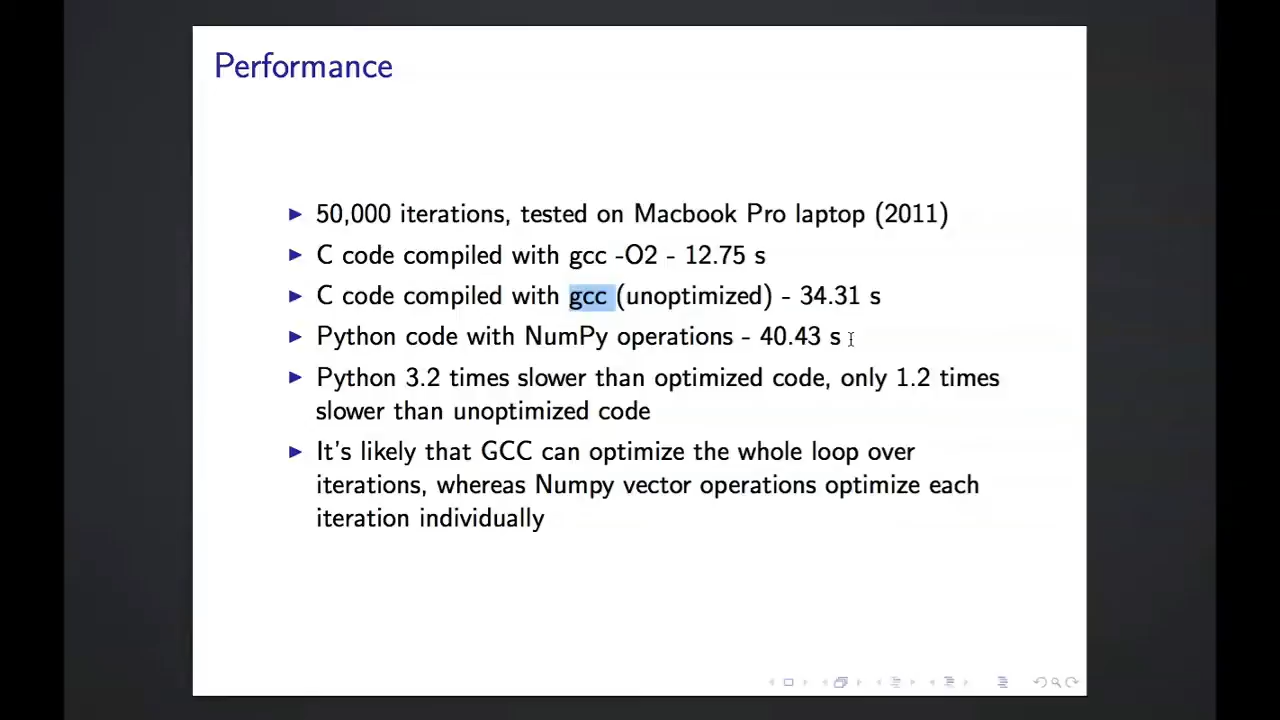 Performance
50,000 iterations, tested on Macbook Pro laptop (2011)
C code compiled with gcc -O2 - 12.75 s
C code compiled with gcc (unoptimized) - 34.31 s
Python code with NumPy operations - 40.43 s
Python 3.2 times slower than optimized code, only 1.2 times
slower than unoptimized code
It's likely that GCC can optimize the whole loop over
iterations, whereas Numpy vector operations optimize each
iteration individually